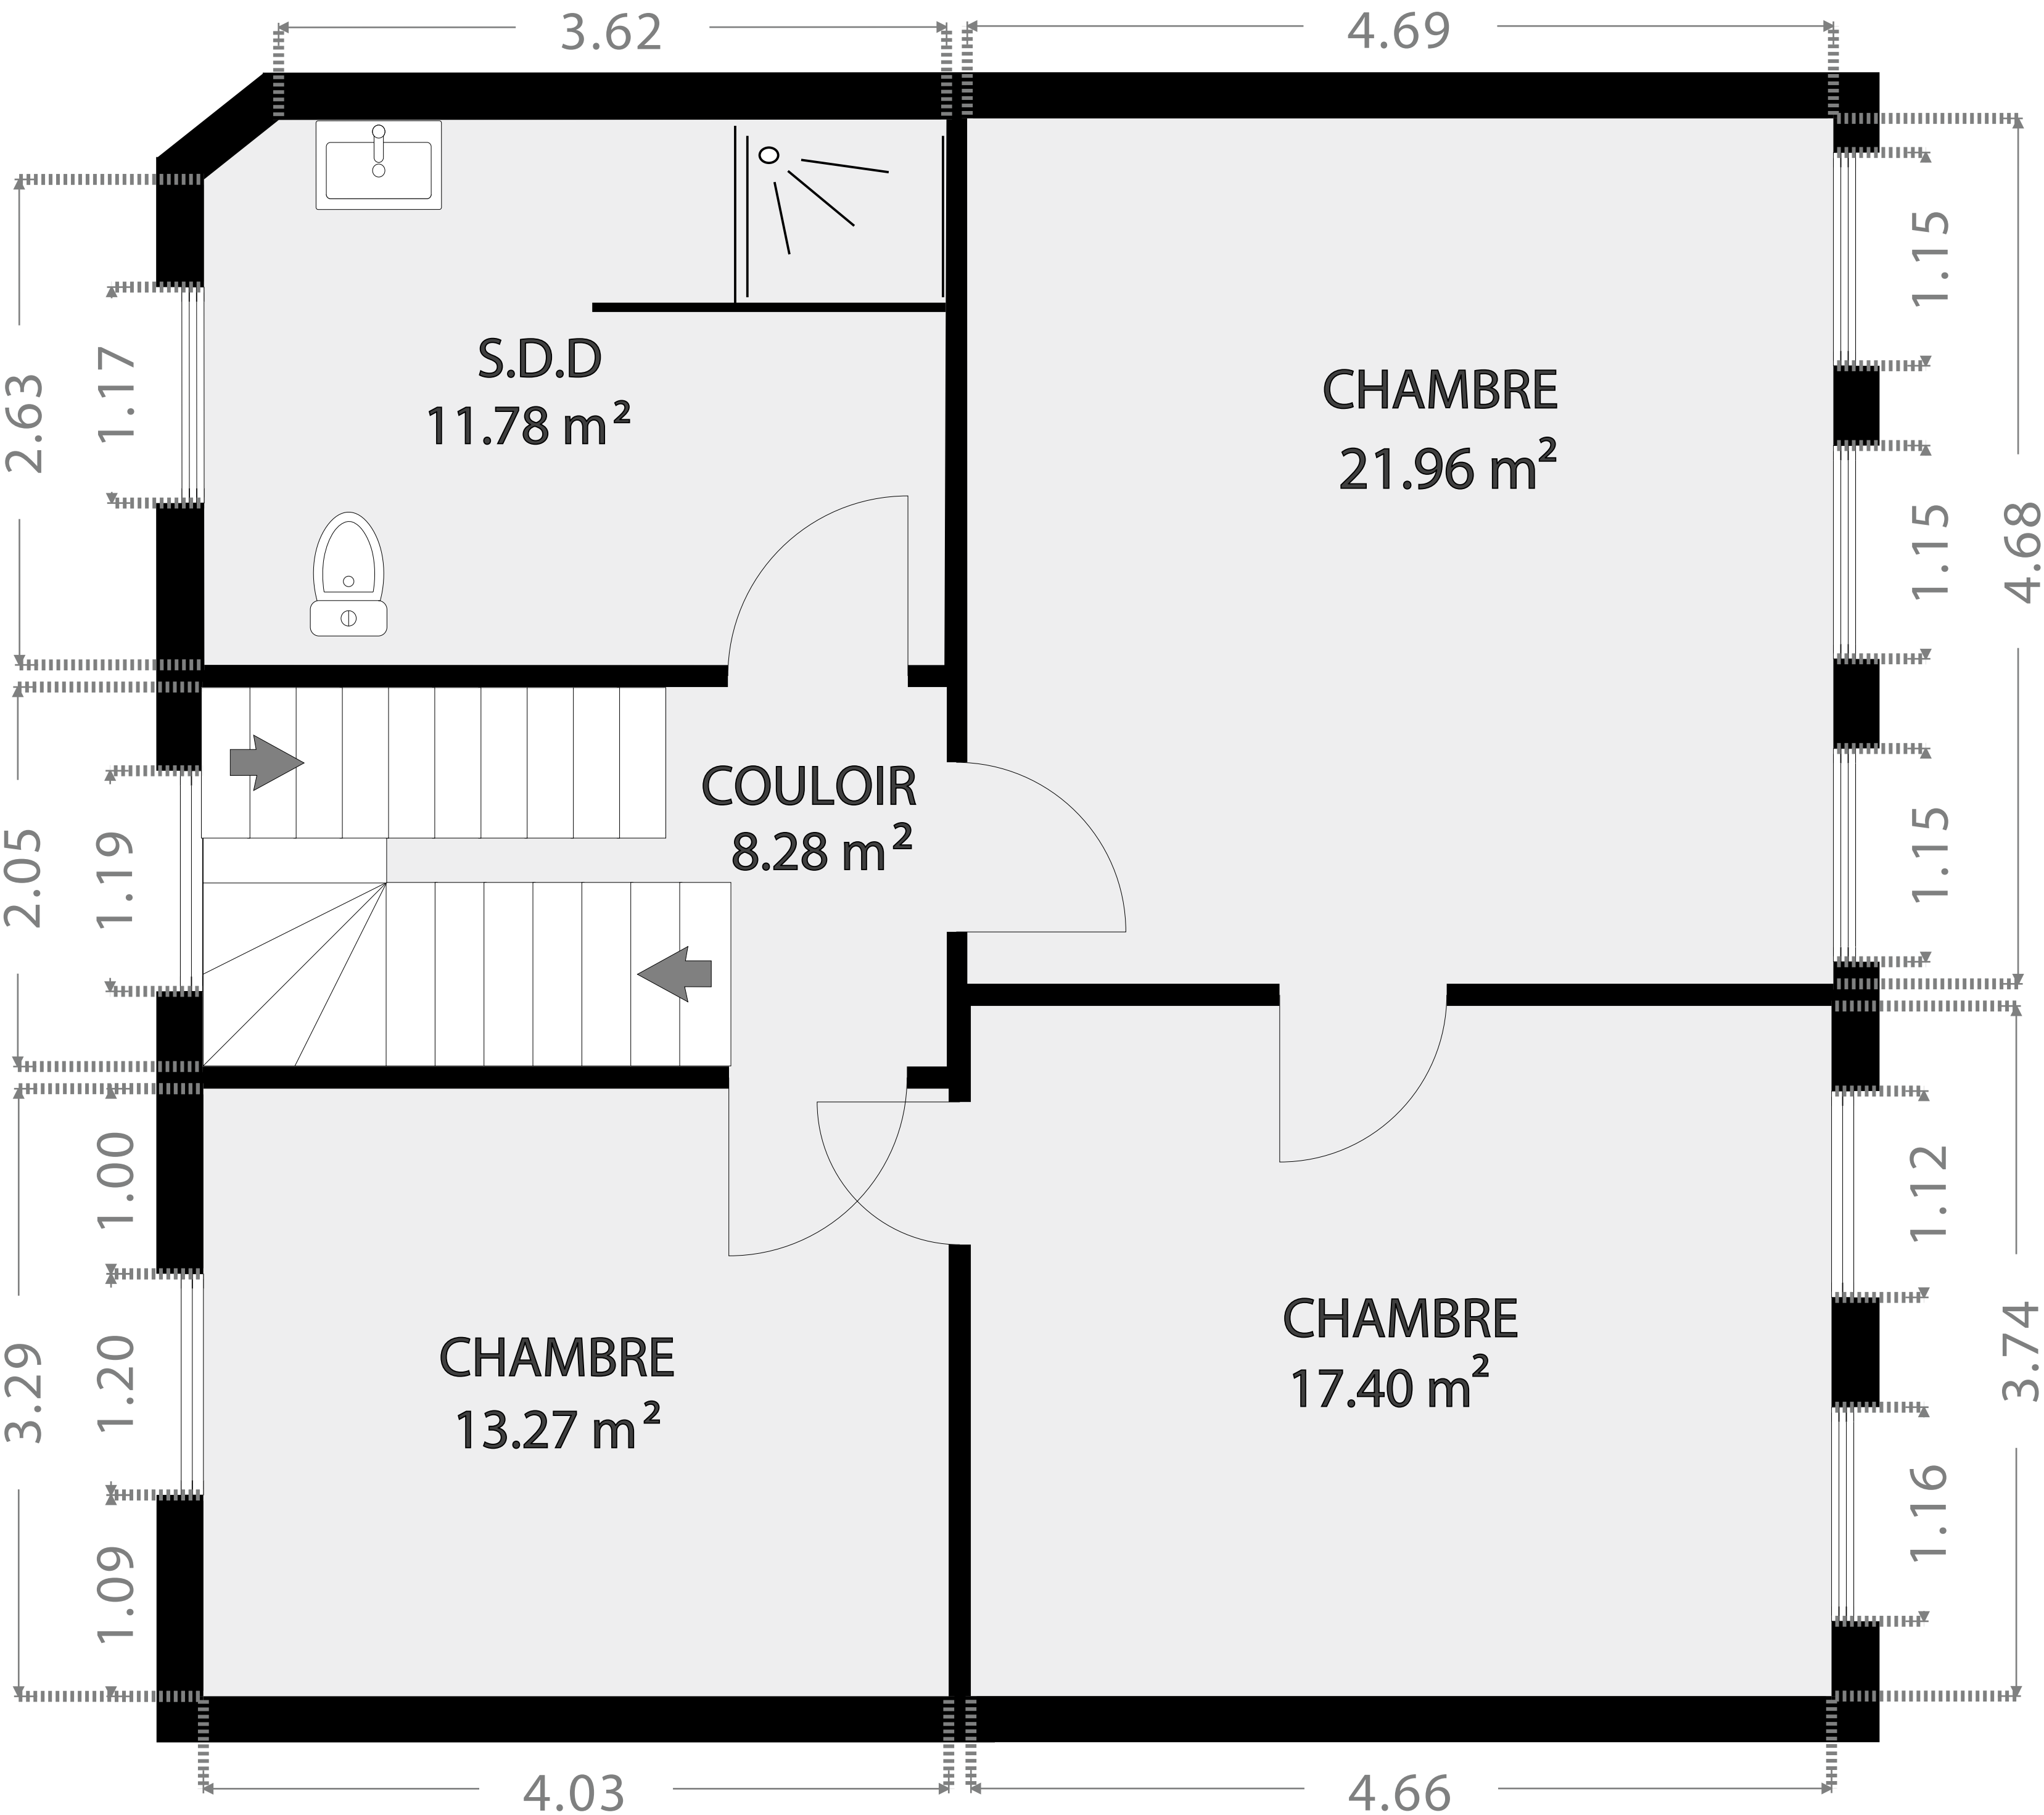 3.62
4.69
S.D.D
11.78 m²
CHAMBRE
21.96 m²
COULOIR
8.28 m²
CHAMBRE
13.27 m²
CHAMBRE
17.40 m²
2.63
1.17
2.05
1.19
3.29
1.00
1.20
1.09
1.15
1.15
1.15
4.68
1.12
1.16
3.74
4.03
4.66